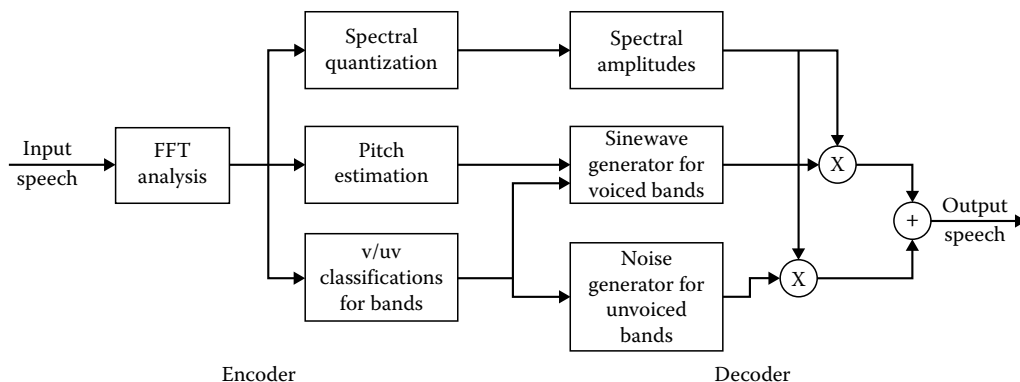 Spectral
quantization
Spectral
amplitudes
Input
speech
FFT
analysis
Pitch
estimation
Sinewave
generator for
voiced bands
X
+
Output
speech
v/uv
classifications
for bands
Noise
generator for
unvoiced
bands
X
Encoder
Decoder